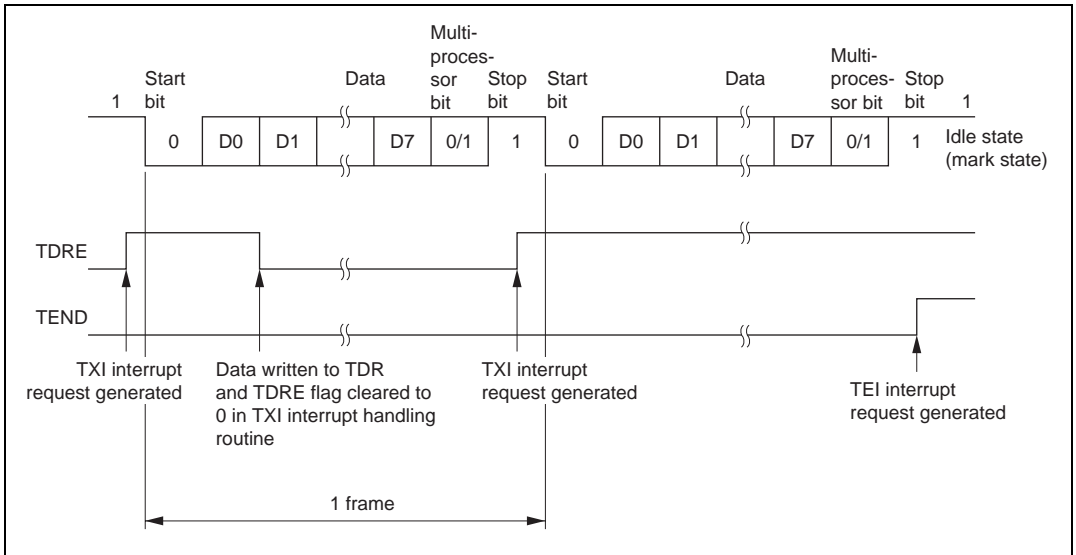 Multi-
proces-
sor
bit
Start
bit
Data
Stop
bit
Start
bit
Data
Multi-
proces-
sor bit
Stop
bit
1
1
0 D0 D1 D7 0/1 1 0 D0 D1 D7 0/1 1
Idle state
(mark state)
TDRE
TEND
TXI interrupt
request generated
Data written to TDR
and TDRE flag cleared to
0 in TXI interrupt handling
routine
TXI interrupt
request generated
TEI interrupt
request generated
1 frame